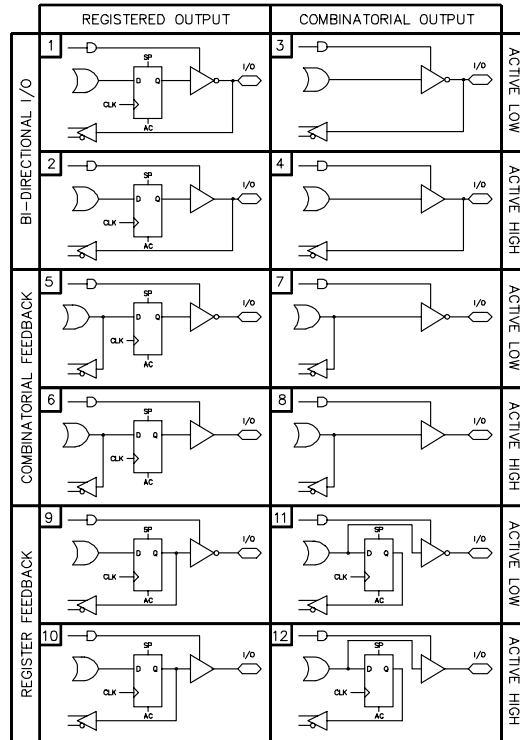 REGISTERED OUTPUT
COMBINATORIAL OUTPUT
BI-DIRECTIONAL I/O
1
SP
D Q
CLK
AC
I/O
3
I/O
ACTIVE LOW
2
SP
D Q
CLK
AC
I/O
4
I/O
ACTIVE HIGH
COMBINATORIAL FEEDBACK
5
SP
D Q
CLK
AC
I/O
7
I/O
ACTIVE LOW
6
SP
D Q
CLK
AC
I/O
8
I/O
ACTIVE HIGH
REGISTER FEEDBACK
9
SP
D Q
CLK
AC
I/O
11
SP
D Q
CLK
AC
I/O
ACTIVE LOW
10
SP
D Q
CLK
AC
I/O
12
SP
D Q
CLK
AC
I/O
ACTIVE HIGH